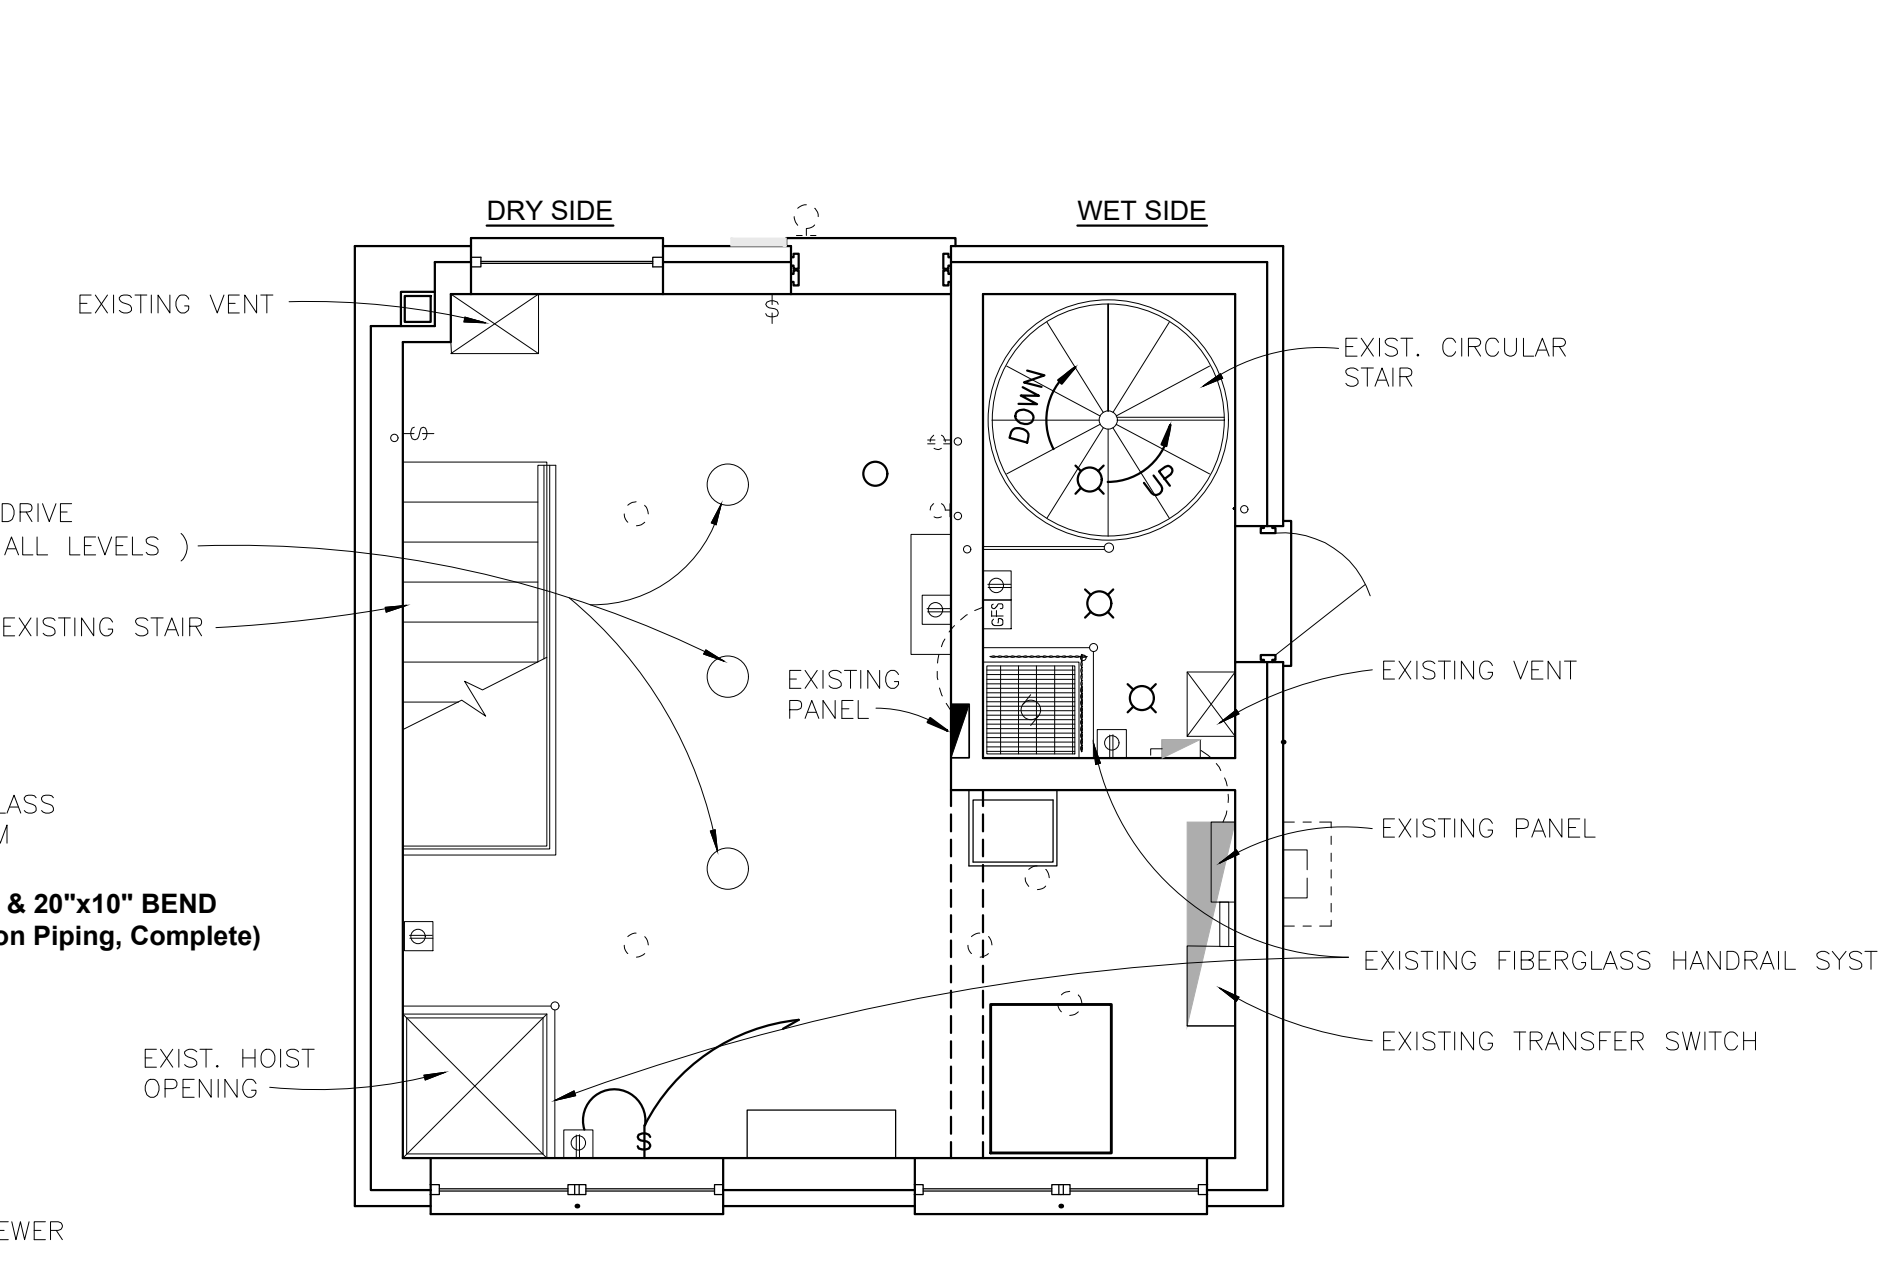 DRY SIDE
WET SIDE
EXISTING VENT
$
EXIST. CIRCULAR
STAIR
DOWN
UP
$
DRIVE
ALL LEVELS )
EXISTING STAIR
GFS
EXISTING
PANEL
EXISTING VENT
LASS
M
EXISTING PANEL
& 20"x10" BEND
on Piping, Complete)
EXISTING FIBERGLASS HANDRAIL SYST
EXIST. HOIST
OPENING
EXISTING TRANSFER SWITCH
$
EWER